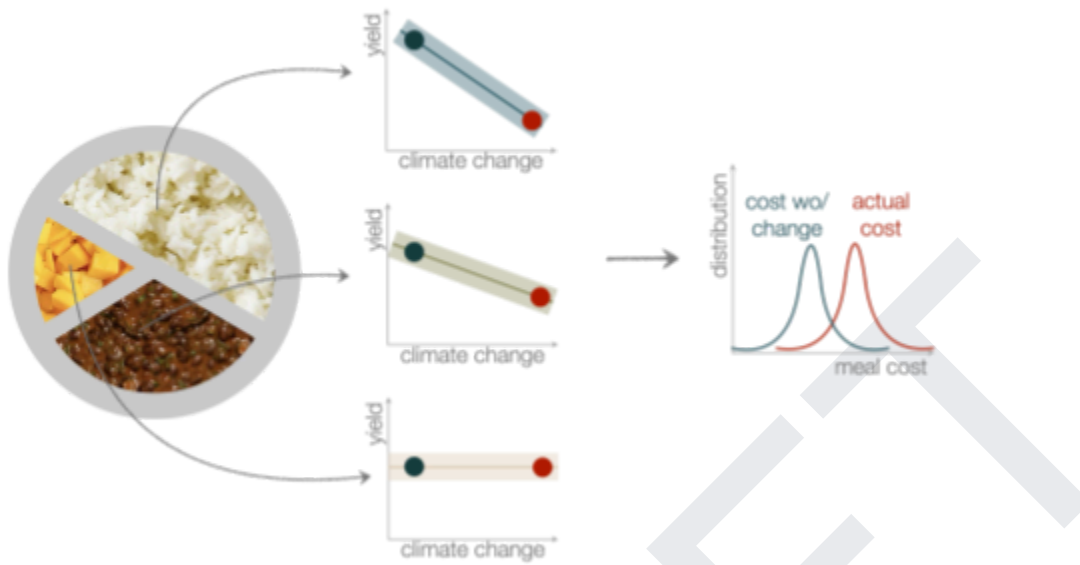 yield
climate change
yield
climate change
yield
climate change
distribution
cost wo/
change
actual
cost
meal cost